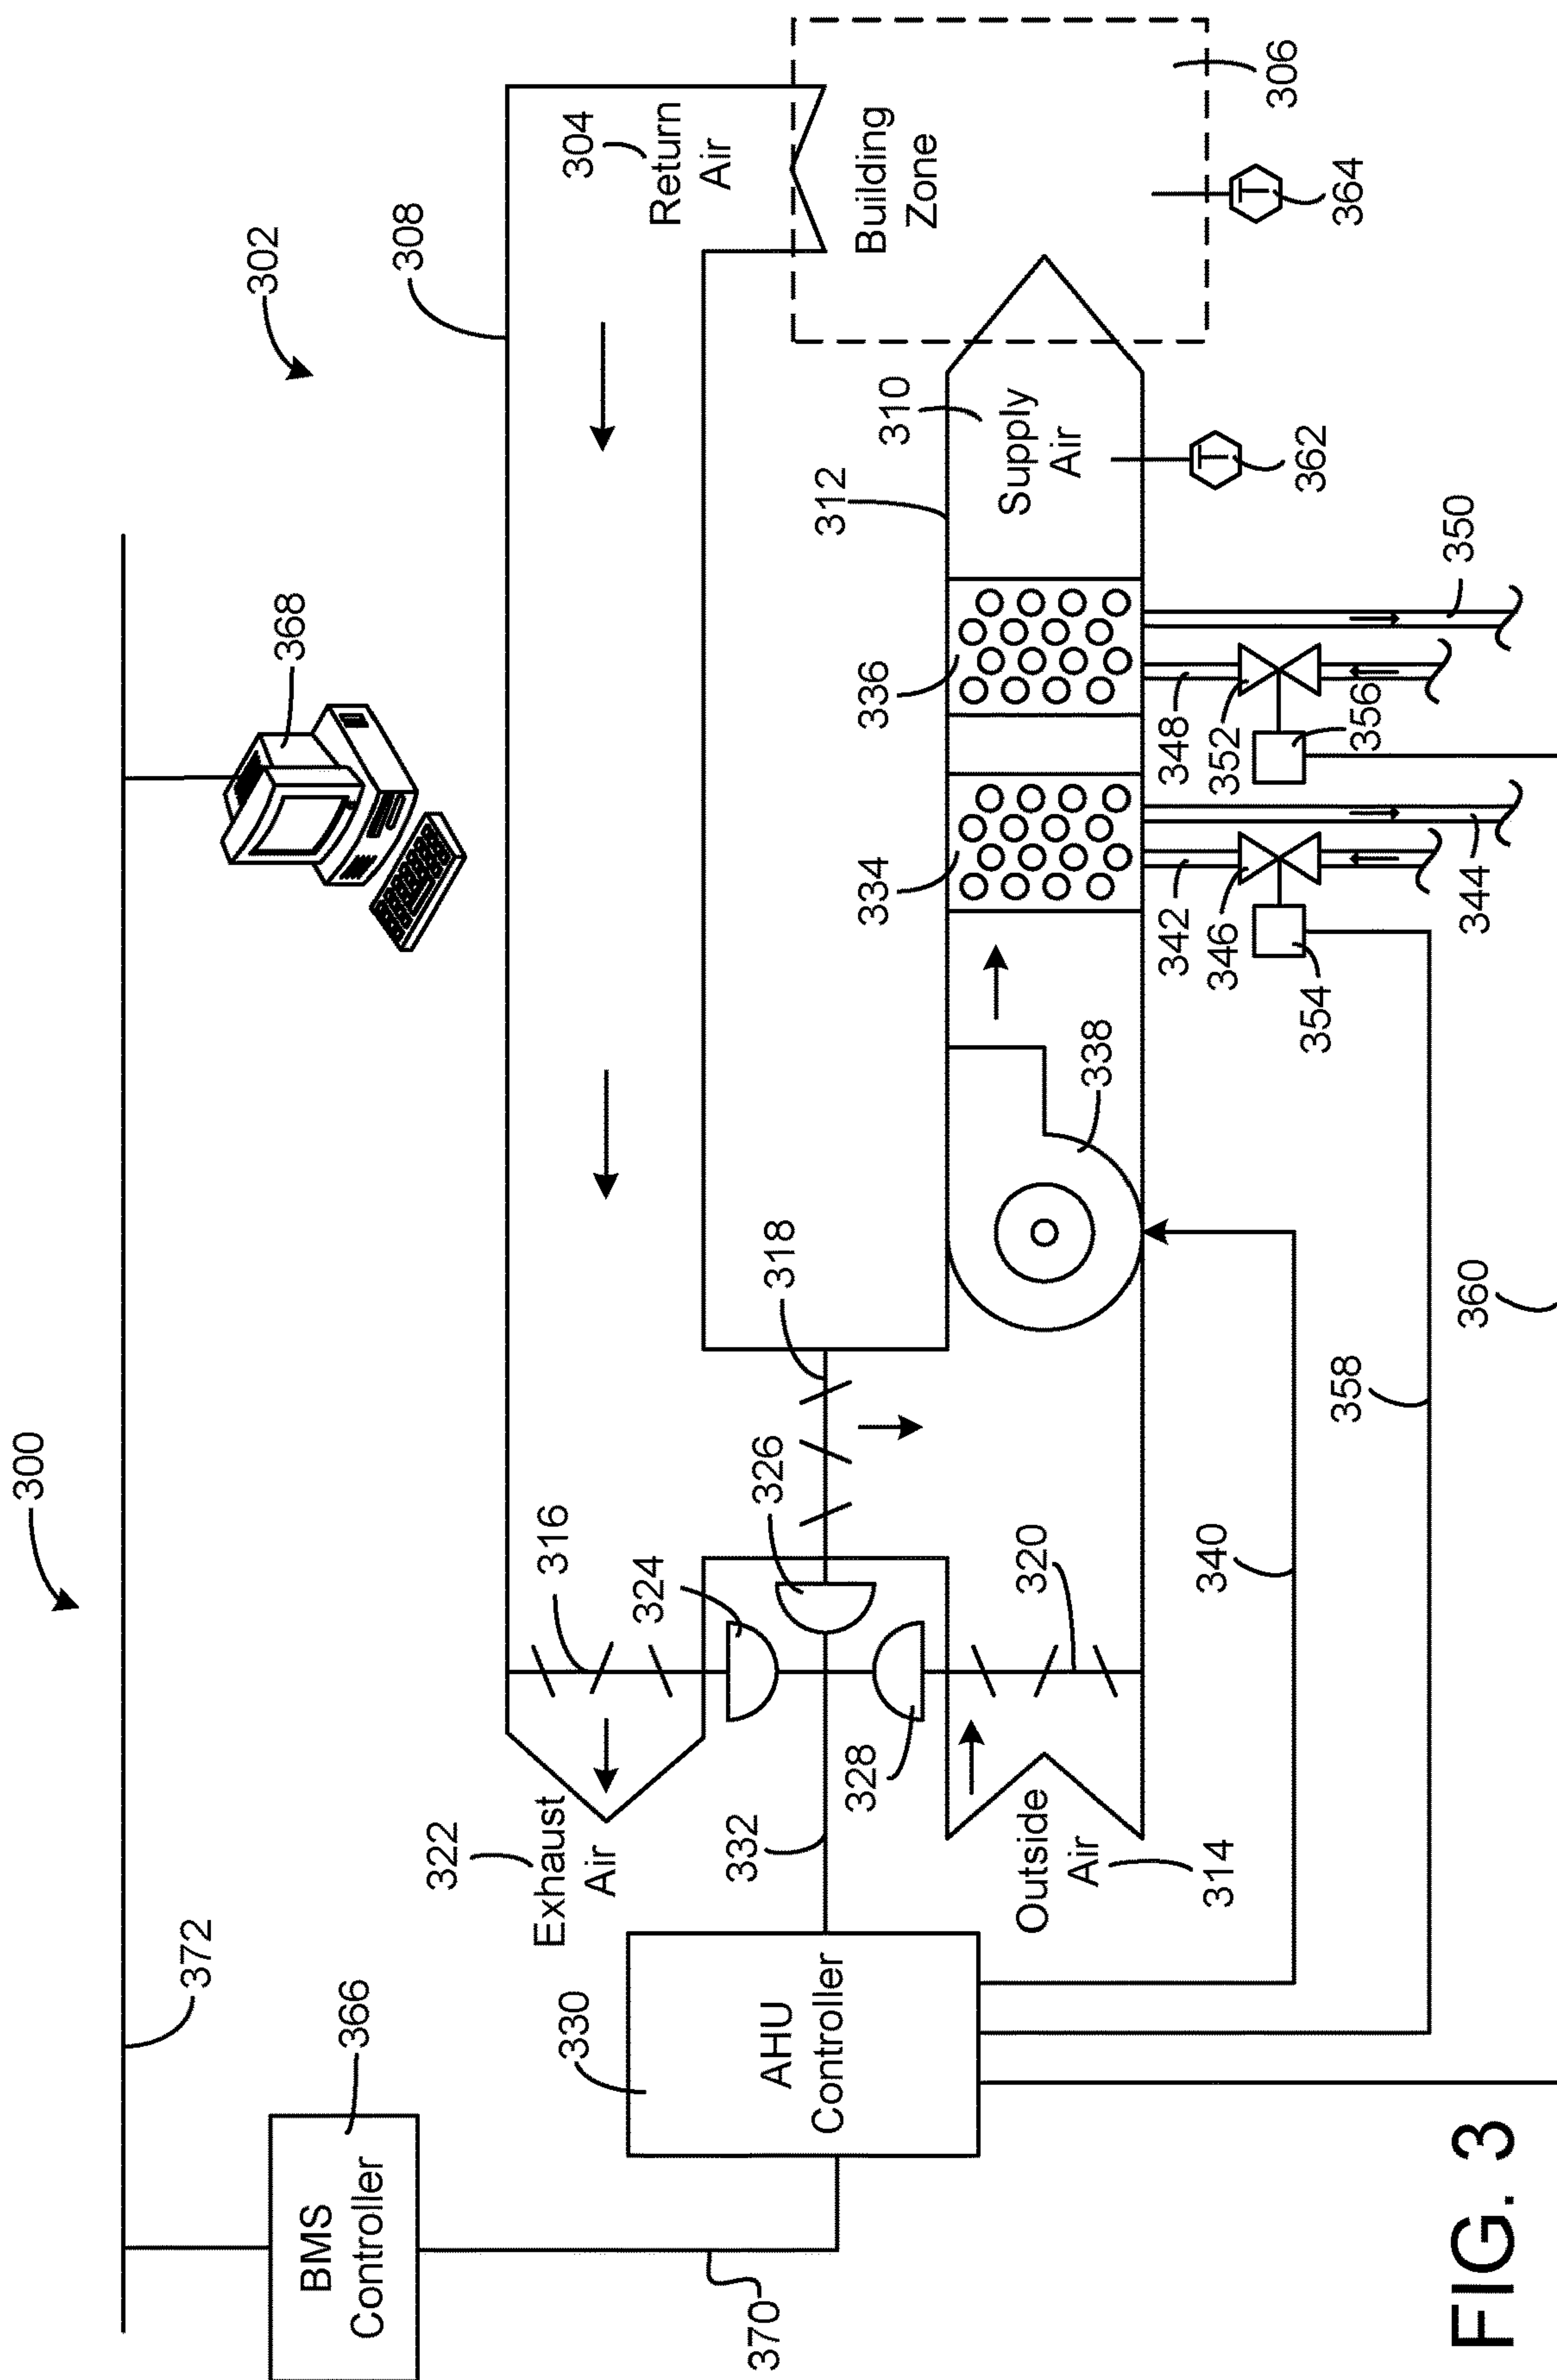 300
372
BMS
Controller
366
368
302
370
330
AHU
Controller
322
Exhaust
Air
316
324
326
318
308
304
Return
Air
332
328
Building
Zone
306
Outside
Air
314
320
338
334
336
312
310
Supply
Air
340
342
346
354
344
348
352
356
350
362
T
364
T
358
360
FIG. 3